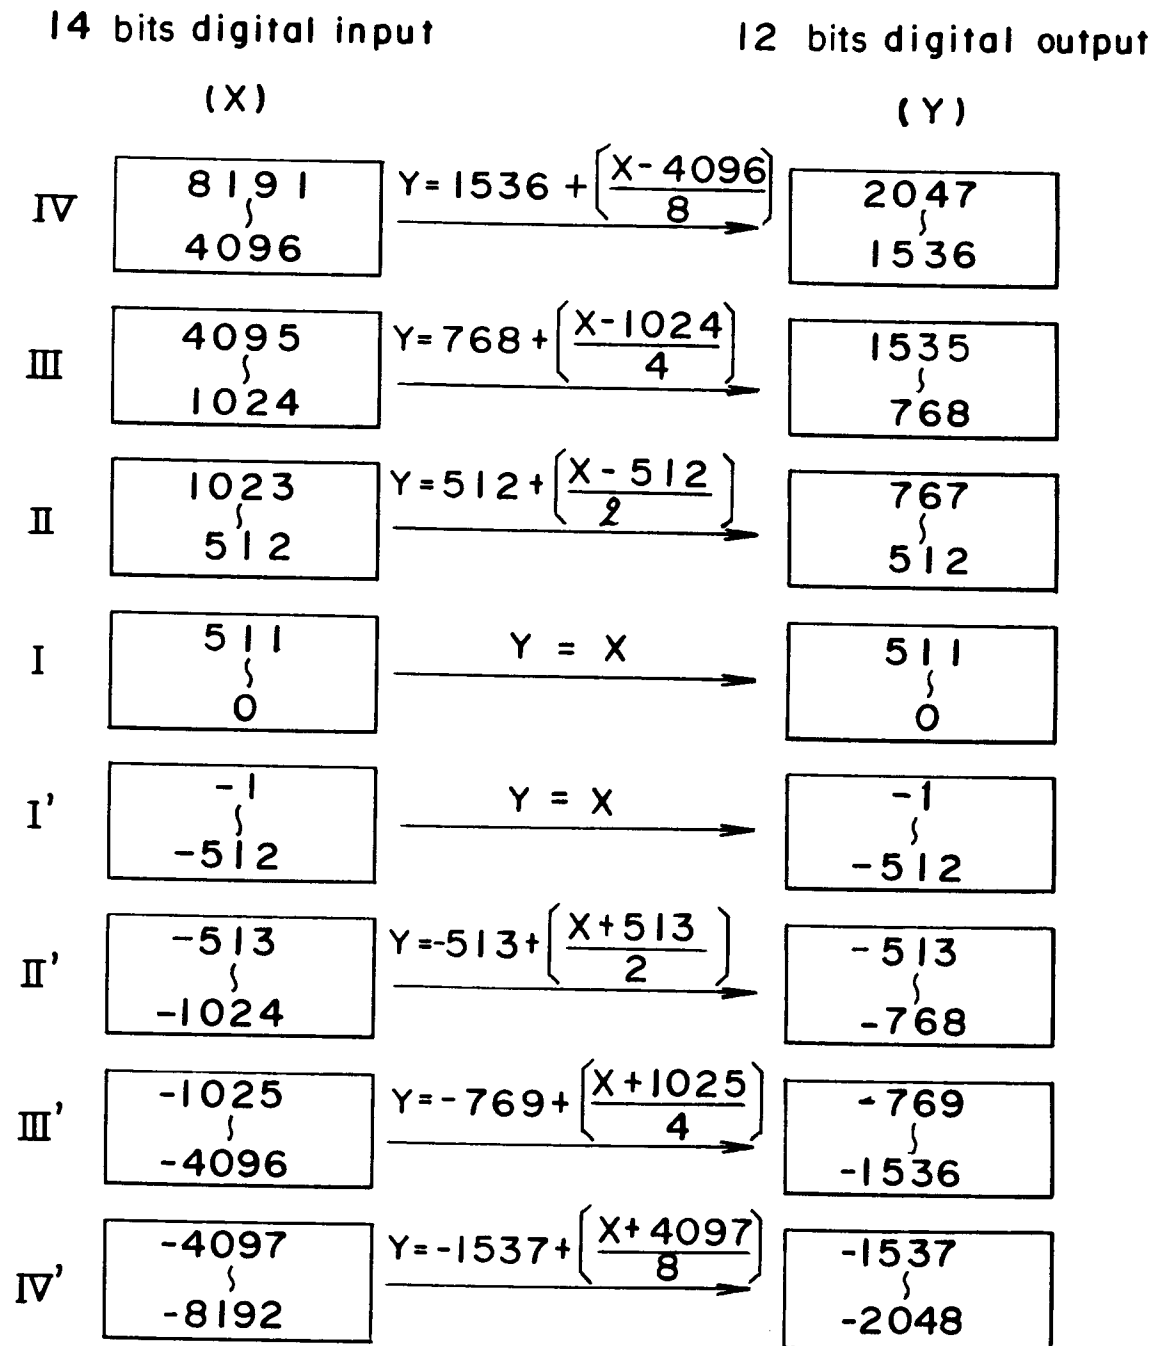 14 bits digital input 12 bits digital output
(X) (Y)
IV 8191 ~ 4096 Y=1536+[(X-4096)/8] 2047 ~ 1536
III 4095 ~ 1024 Y=768+[(X-1024)/4] 1535 ~ 768
II 1023 ~ 512 Y=512+[(X-512)/2] 767 ~ 512
I 511 ~ 0 Y = X 511 ~ 0
I' -1 ~ -512 Y = X -1 ~ -512
II' -513 ~ -1024 Y=-513+[(X+513)/2] -513 ~ -768
III' -1025 ~ -4096 Y=-769+[(X+1025)/4] -769 ~ -1536
IV' -4097 ~ -8192 Y=-1537+[(X+4097)/8] -1537 ~ -2048